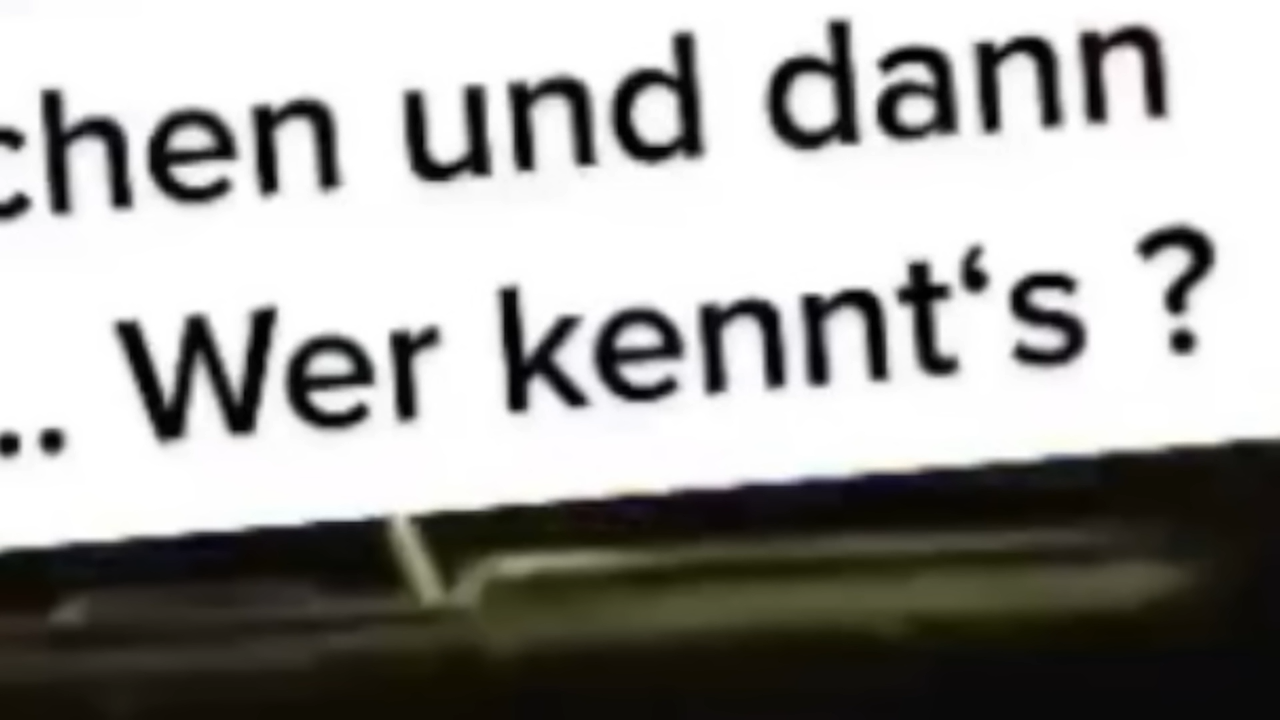 chen und dann
.. Wer kennt‘s ?